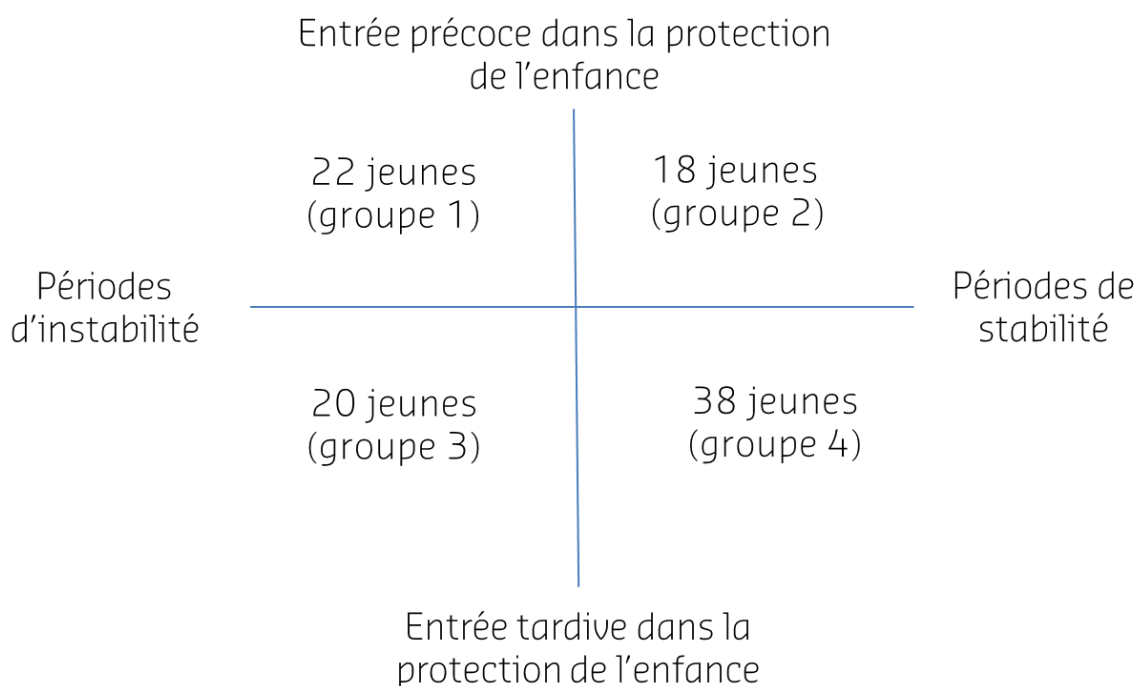 Entrée précoce dans la protection
de l'enfance
22 jeunes
(groupe 1)
18 jeunes
(groupe 2)
Périodes
d'instabilité
Périodes de
stabilité
20 jeunes
(groupe 3)
38 jeunes
(groupe 4)
Entrée tardive dans la
protection de l'enfance